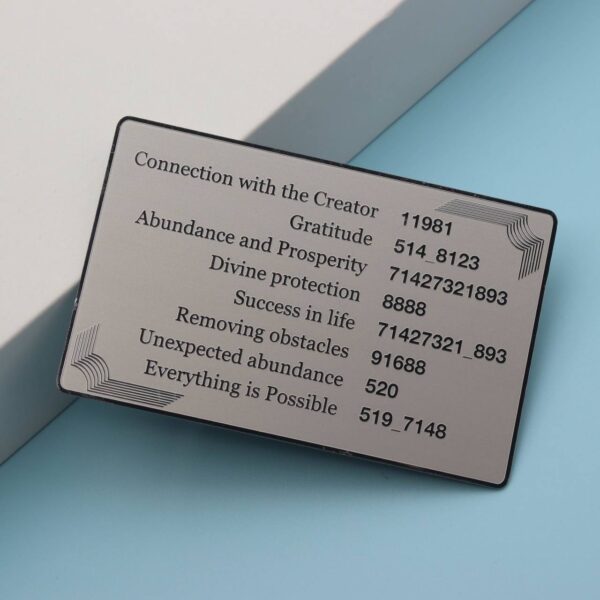 Connection with the Creator 11981
Gratitude 514_8123
Abundance and Prosperity 71427321893
Divine protection 8888
Success in life 71427321_893
Removing obstacles 91688
Unexpected abundance 520
Everything is Possible 519_7148